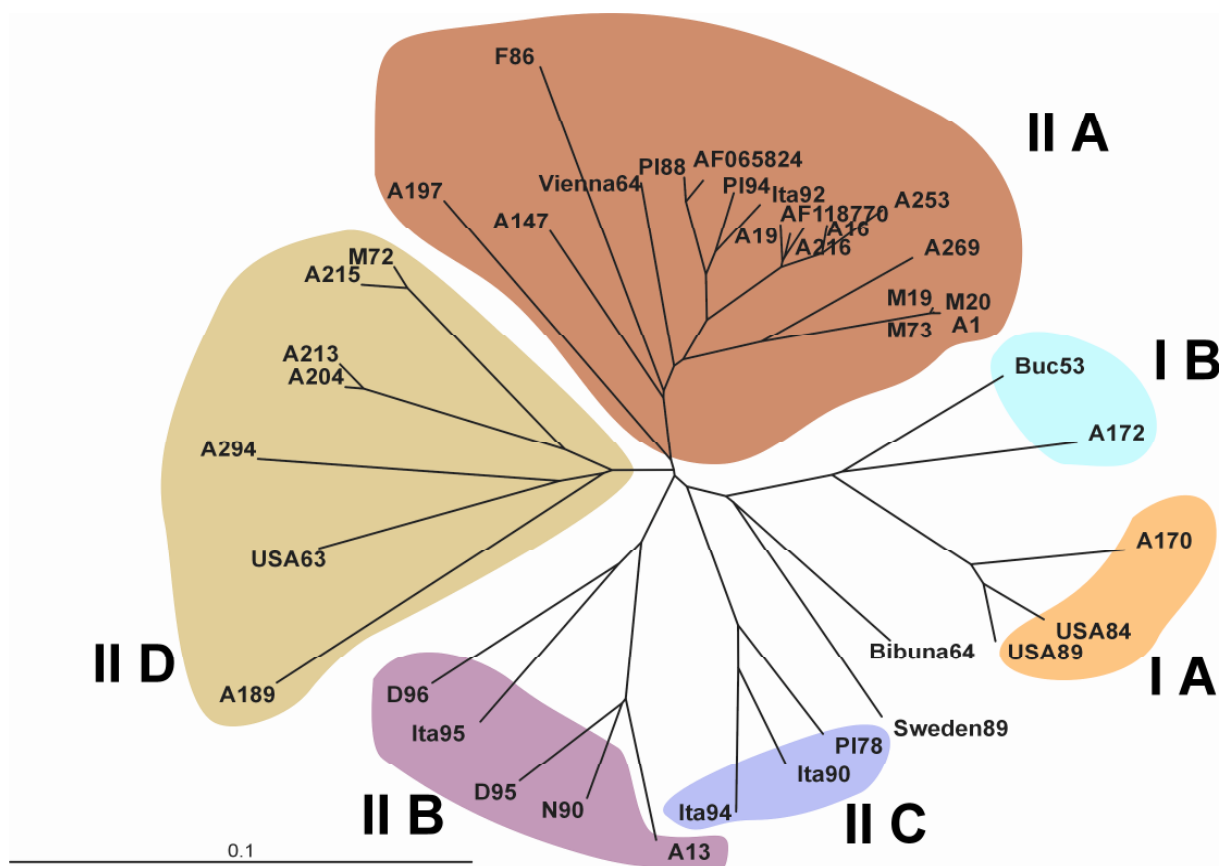 F86
II A
AF065824
PI88
Vienna64
PI94
A197
Ita92
A253
AF118770
A147
A19
A16
A216
A269
M72
A215
M19
M20
M73
A1
I B
A213
Buc53
A204
A172
A294
A170
USA63
USA84
Bibuna64
USA89
II D
I A
A189
D96
Sweden89
Ita95
PI78
Ita90
D95
N90
Ita94
II B
II C
A13
0.1